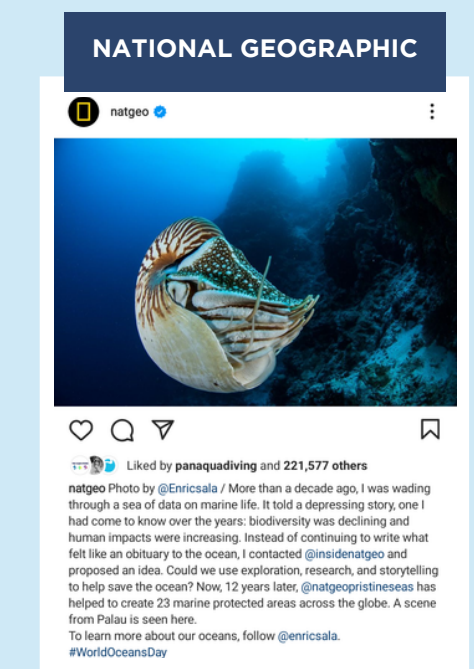 NATIONAL GEOGRAPHIC
natgeo
Liked by panaquadiving and 221,577 others
natgeo Photo by @Enricsala / More than a decade ago, I was wading
through a sea of data on marine life. It told a depressing story, one I
had come to know over the years: biodiversity was declining and
human impacts were increasing. Instead of continuing to write what
felt like an obituary to the ocean, I contacted @insidenatgeo and
proposed an idea. Could we use exploration, research, and storytelling
to help save the ocean? Now, 12 years later, @natgeopristineseas has
helped to create 23 marine protected areas across the globe. A scene
from Palau is seen here.
To learn more about our oceans, follow @enricsala.
#WorldOceansDay